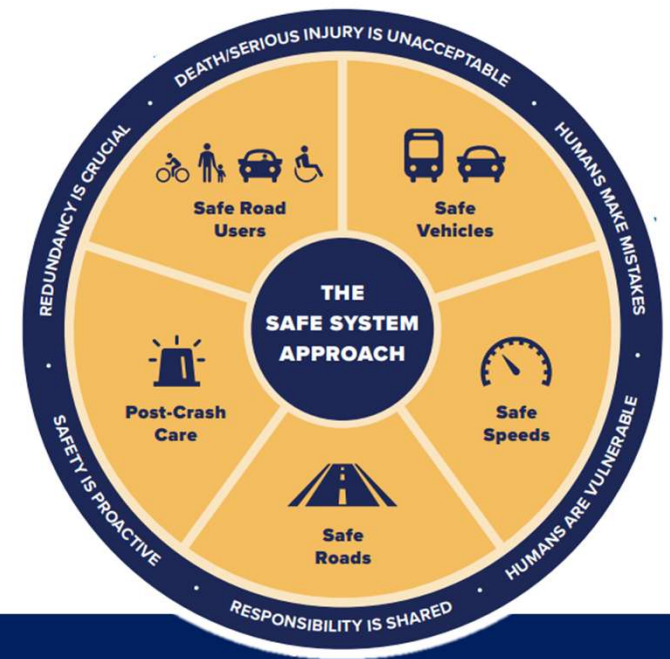 DEATH/SERIOUS INJURY IS UNACCEPTABLE
HUMANS MAKE MISTAKES
HUMANS ARE VULNERABLE
RESPONSIBILITY IS SHARED
SAFETY IS PROACTIVE
REDUNDANCY IS CRUCIAL
Safe Road
Users
Safe
Vehicles
THE
SAFE SYSTEM
APPROACH
Post-Crash
Care
Safe
Speeds
Safe
Roads